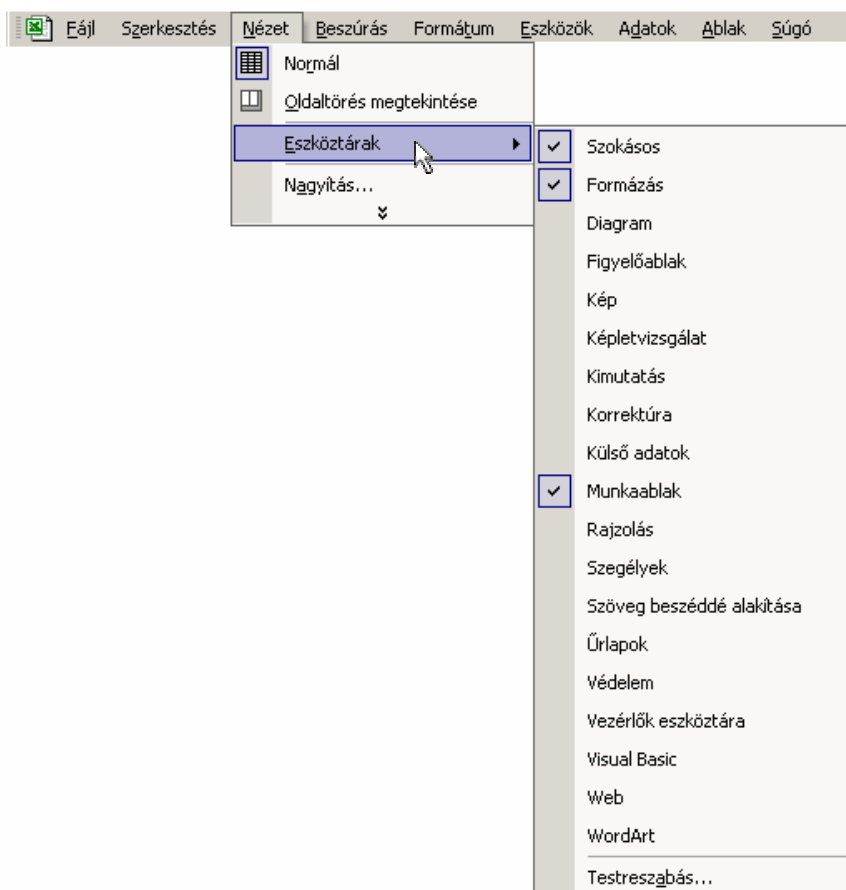 Fájl Szerkesztés Nézet Beszúrás Formátum Eszközök Adatok Ablak Súgó
Normál
Oldaltörés megtekintése
Eszköztárak
Nagyítás...
Szokásos
Formázás
Diagram
Figyelőablak
Kép
Képletvizsgálat
Kimutatás
Korrektúra
Külső adatok
Munkaablak
Rajzolás
Szegélyek
Szöveg beszéddé alakítása
Űrlapok
Védelem
Vezérlők eszköztára
Visual Basic
Web
WordArt
Testreszabás...